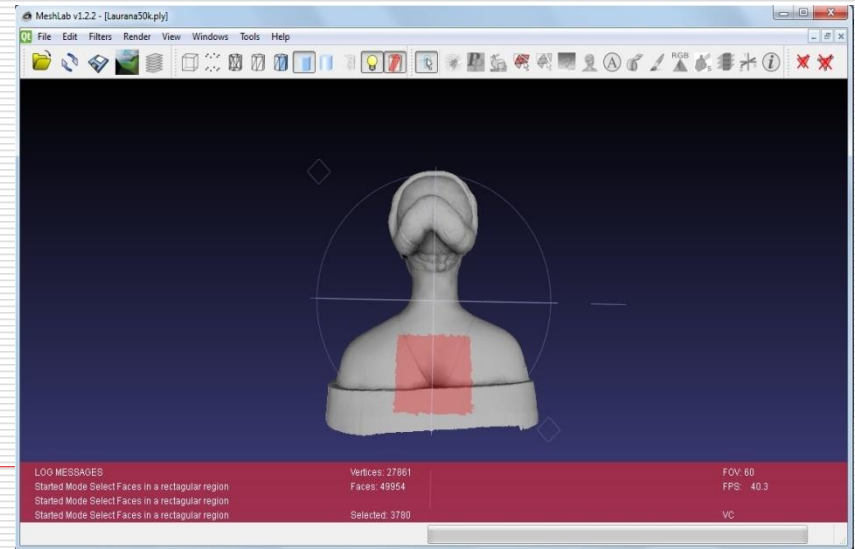 MeshLab v1.2.2 - [Laurana50k.ply]
File Edit Filters Render View Windows Tools Help
RGB
LOG MESSAGES
Started Mode Select Faces in a rectagular region
Started Mode Select Faces in a rectagular region
Started Mode Select Faces in a rectagular region
Vertices: 27861
Faces: 49954
Selected: 3780
FOV: 60
FPS: 40.3
VC